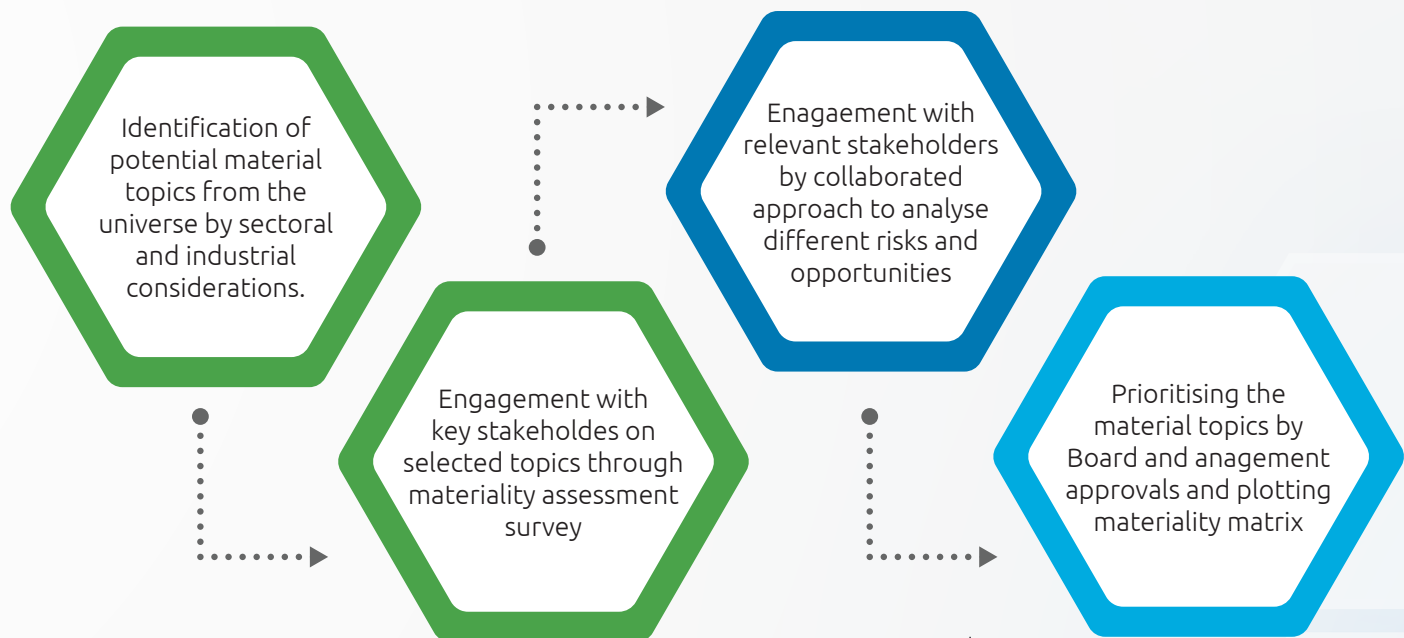 Identification of
potential material
topics from the
universe by sectoral
and industrial
considerations.
Engagement with
key stakeholdes on
selected topics through
materiality assessment
survey
Enagaement with
relevant stakeholders
by collaborated
approach to analyse
different risks and
opportunities
Prioritising the
material topics by
Board and anagement
approvals and plotting
materiality matrix